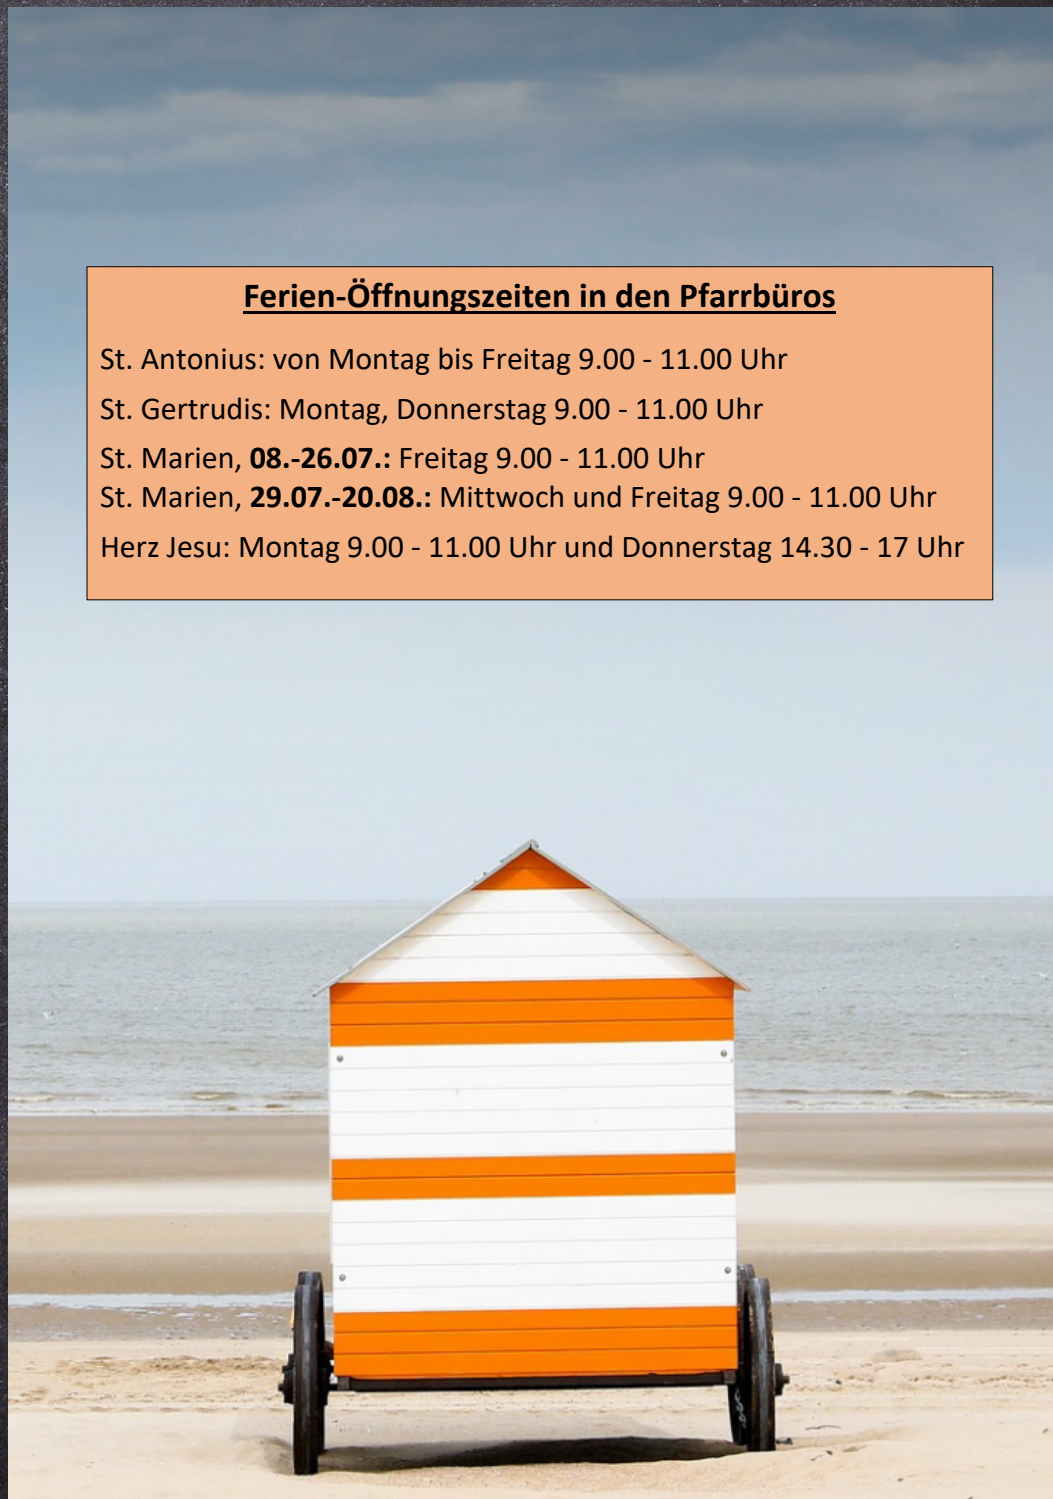 Ferien-Öffnungszeiten in den Pfarrbüros
St. Antonius: von Montag bis Freitag 9.00 - 11.00 Uhr
St. Gertrudis: Montag, Donnerstag 9.00 - 11.00 Uhr
St. Marien, 08.-26.07.: Freitag 9.00 - 11.00 Uhr
St. Marien, 29.07.-20.08.: Mittwoch und Freitag 9.00 - 11.00 Uhr
Herz Jesu: Montag 9.00 - 11.00 Uhr und Donnerstag 14.30 - 17 Uhr